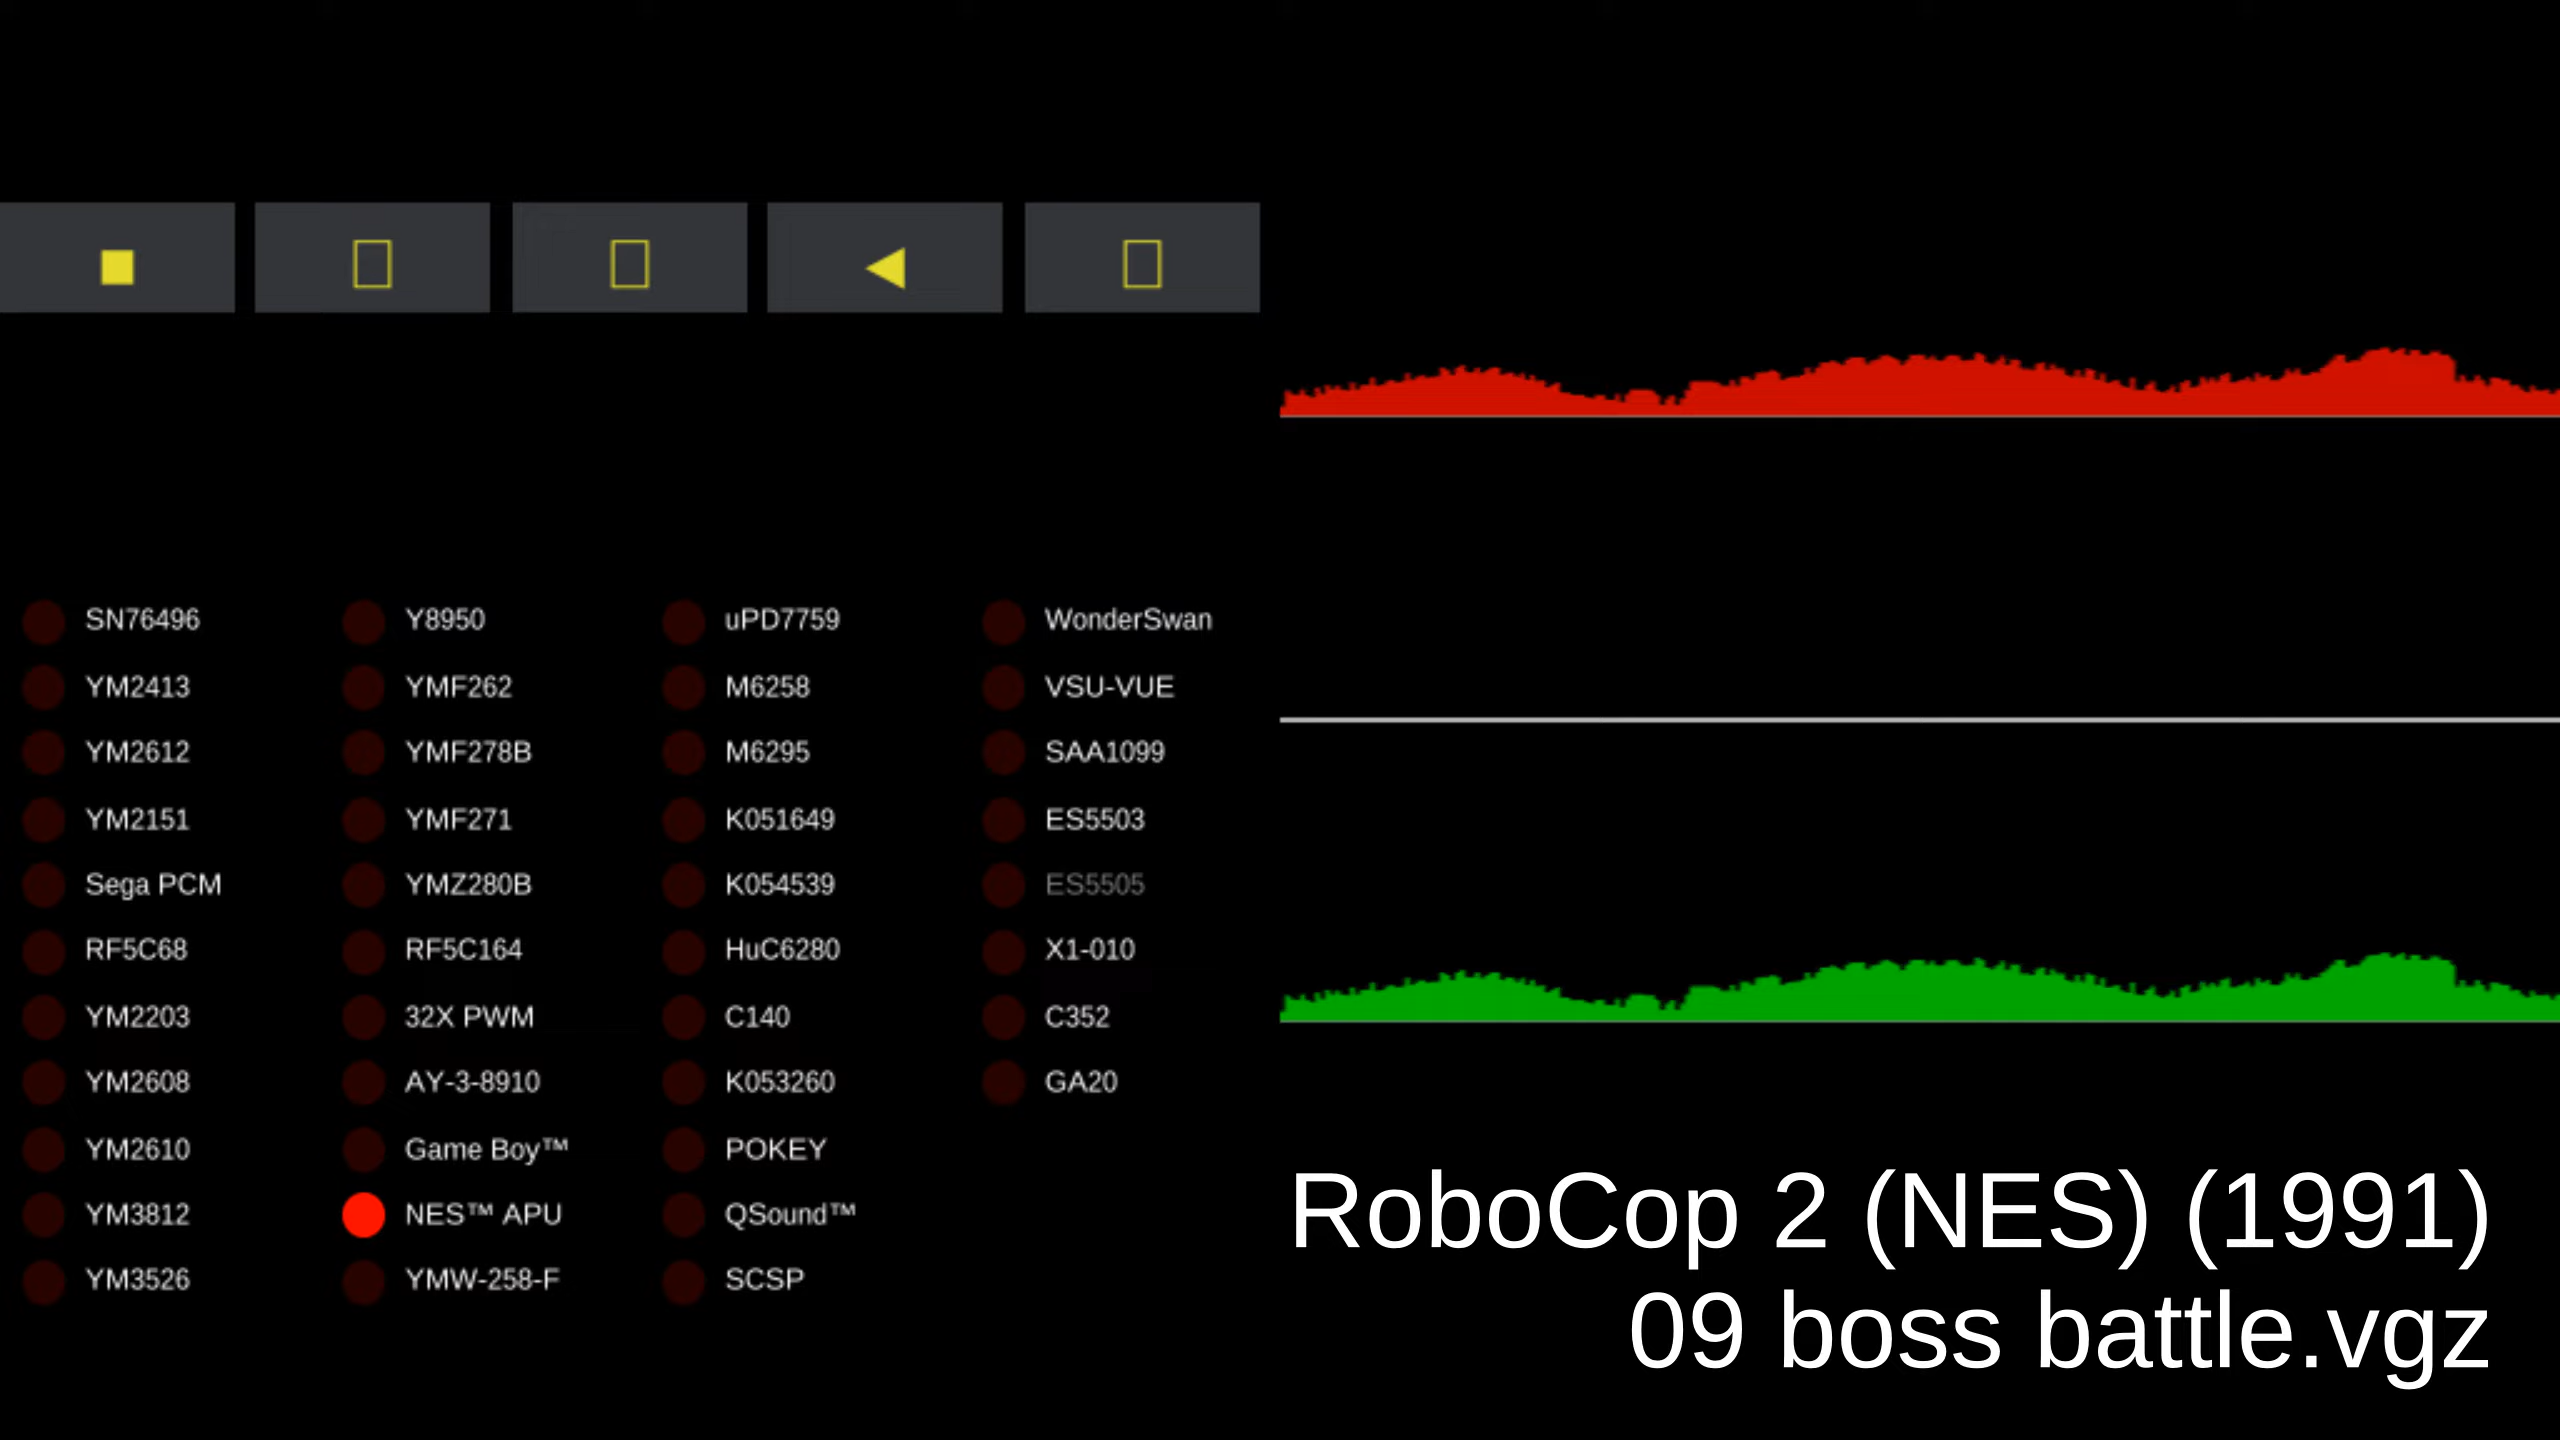 SN76496
YM2413
YM2612
YM2151
Sega PCM
RF5C68
YM2203
YM2608
YM2610
YM3812
YM3526
Y8950
YMF262
YMF278B
YMF271
YMZ280B
RF5C164
32X PWM
AY-3-8910
Game Boy™
NES™ APU
YMW-258-F
uPD7759
M6258
M6295
K051649
K054539
HuC6280
C140
K053260
POKEY
QSound™
SCSP
WonderSwan
VSU-VUE
SAA1099
ES5503
ES5505
X1-010
C352
GA20
RoboCop 2 (NES) (1991)
09 boss battle.vgz